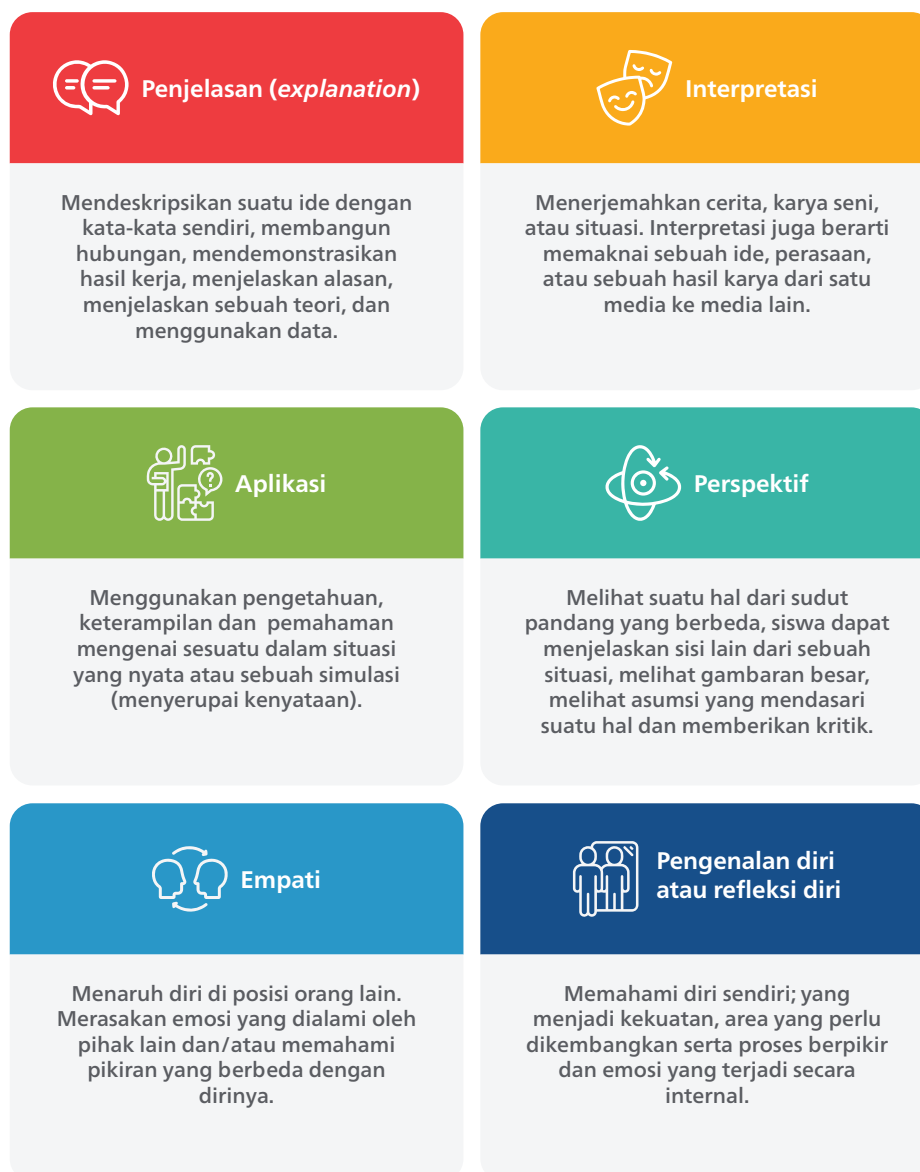 Penjelasan (explanation)
Mendeskripsikan suatu ide dengan
kata-kata sendiri, membangun
hubungan, mendemonstrasikan
hasil kerja, menjelaskan alasan,
menjelaskan sebuah teori, dan
menggunakan data.
Interpretasi
Menerjemahkan cerita, karya seni,
atau situasi. Interpretasi juga berarti
memaknai sebuah ide, perasaan,
atau sebuah hasil karya dari satu
media ke media lain.
Aplikasi
Menggunakan pengetahuan,
keterampilan dan pemahaman
mengenai sesuatu dalam situasi
yang nyata atau sebuah simulasi
(menyerupai kenyataan).
Perspektif
Melihat suatu hal dari sudut
pandang yang berbeda, siswa dapat
menjelaskan sisi lain dari sebuah
situasi, melihat gambaran besar,
melihat asumsi yang mendasari
suatu hal dan memberikan kritik.
Empati
Menaruh diri di posisi orang lain.
Merasakan emosi yang dialami oleh
pihak lain dan/atau memahami
pikiran yang berbeda dengan
dirinya.
Pengenalan diri
atau refleksi diri
Memahami diri sendiri; yang
menjadi kekuatan, area yang perlu
dikembangkan serta proses berpikir
dan emosi yang terjadi secara
internal.